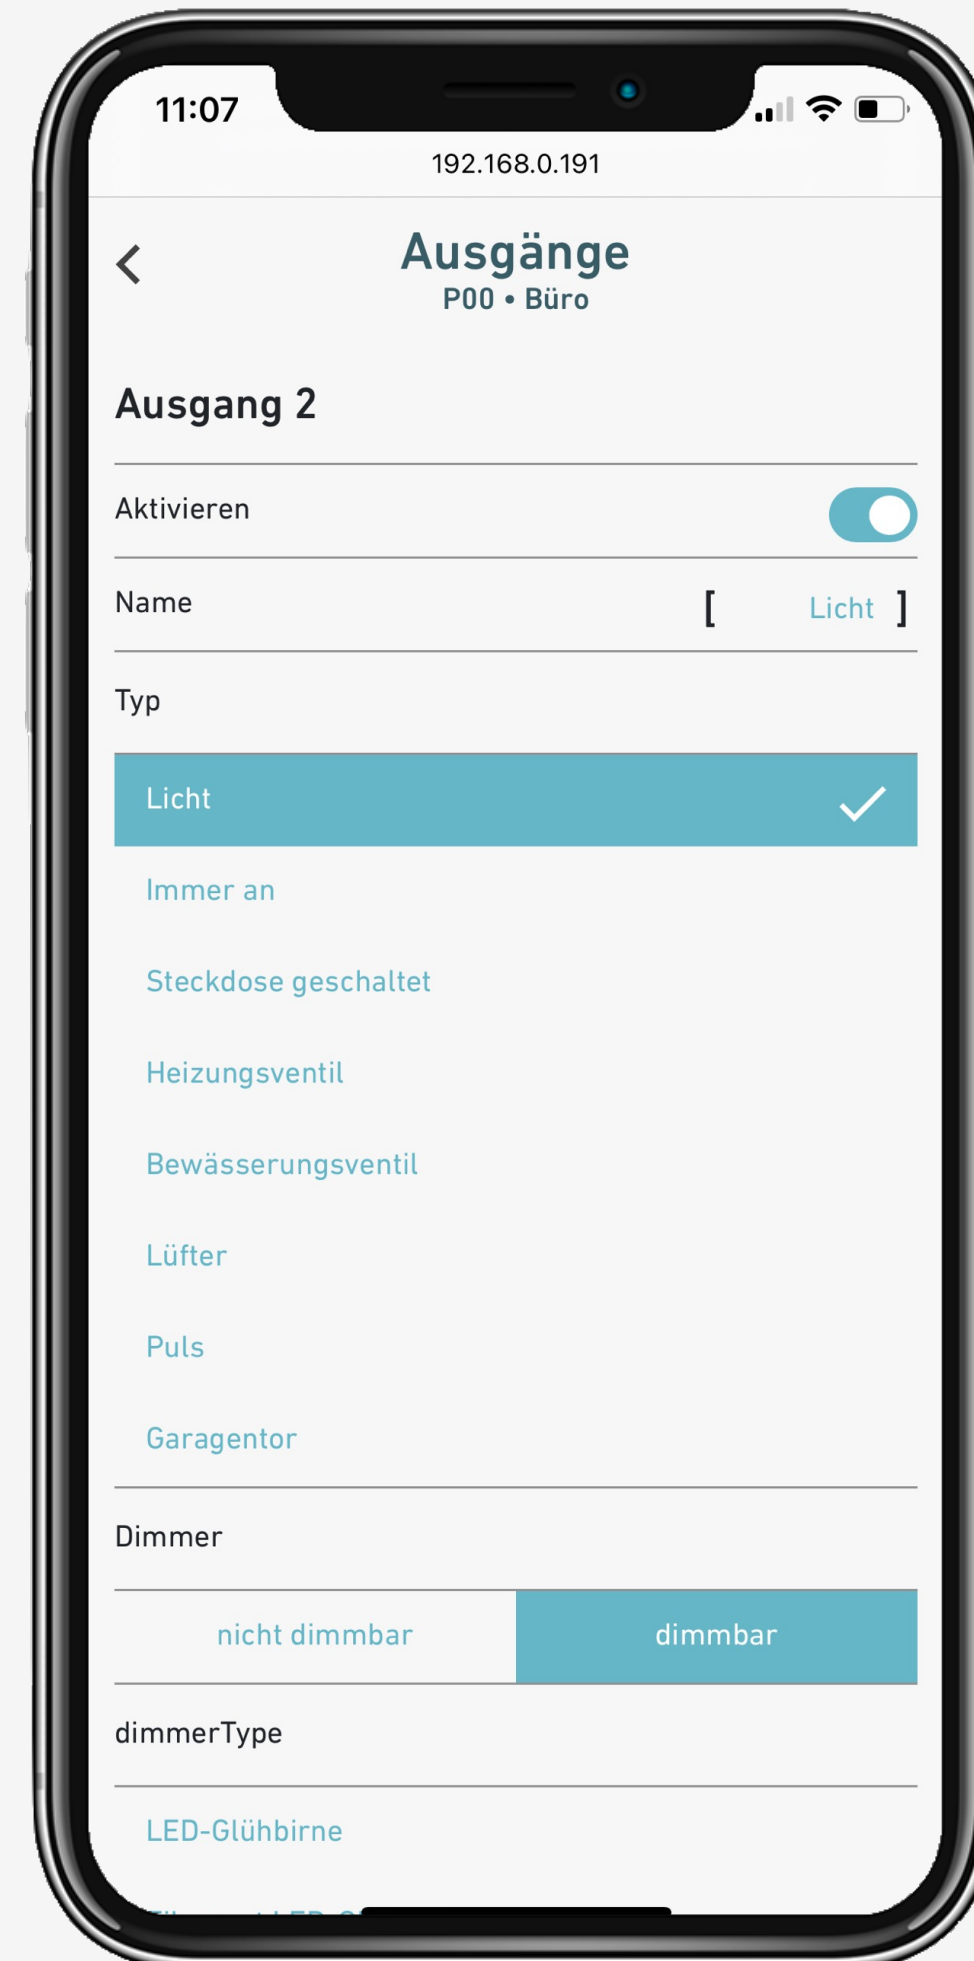 11:07
192.168.0.191
Ausgänge
P00 • Büro
Ausgang 2
Aktivieren
Name [ Licht ]
Typ
Licht
Immer an
Steckdose geschaltet
Heizungsventil
Bewässerungsventil
Lüfter
Puls
Garagentor
Dimmer
nicht dimmbar dimmbar
dimmerType
LED-Glühbirne